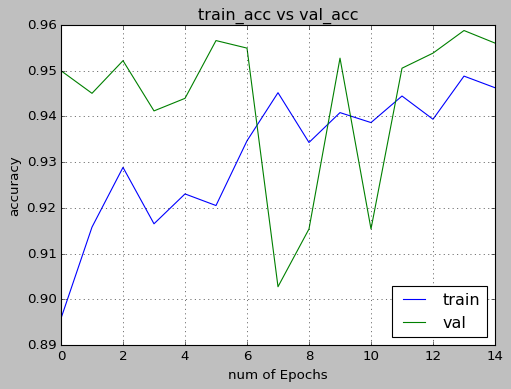 train_acc vs val_acc
0.96
0.95
0.94
0.93
0.92
0.91
0.90
0.89
accuracy
train
val
0 2 4 6 8 10 12 14
num of Epochs